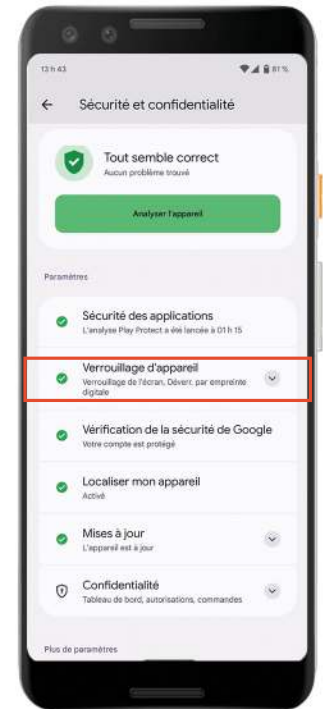 13 h 43
81 %
Sécurité et confidentialité
Tout semble correct
Aucun problème trouvé
Analyser l'appareil
Paramètres
Sécurité des applications
L'analyse Play Protect a été lancée à 01 h 15
Verrouillage d'appareil
Verrouillage de l'écran, Déverr. par empreinte
digitale
Vérification de la sécurité de Google
Votre compte est protégé
Localiser mon appareil
Activé
Mises à jour
L'appareil est à jour
Confidentialité
Tableau de bord, autorisations, commandes
Plus de paramètres